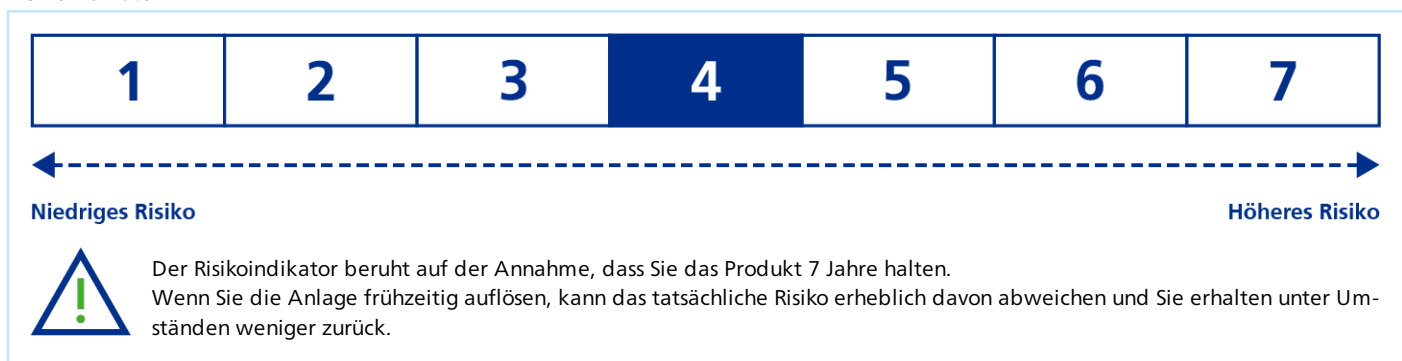 1 2 3 4 5 6 7
Niedriges Risiko Höheres Risiko
Der Risikoindikator beruht auf der Annahme, dass Sie das Produkt 7 Jahre halten.
Wenn Sie die Anlage frühzeitig auflösen, kann das tatsächliche Risiko erheblich davon abweichen und Sie erhalten unter Um-
ständen weniger zurück.